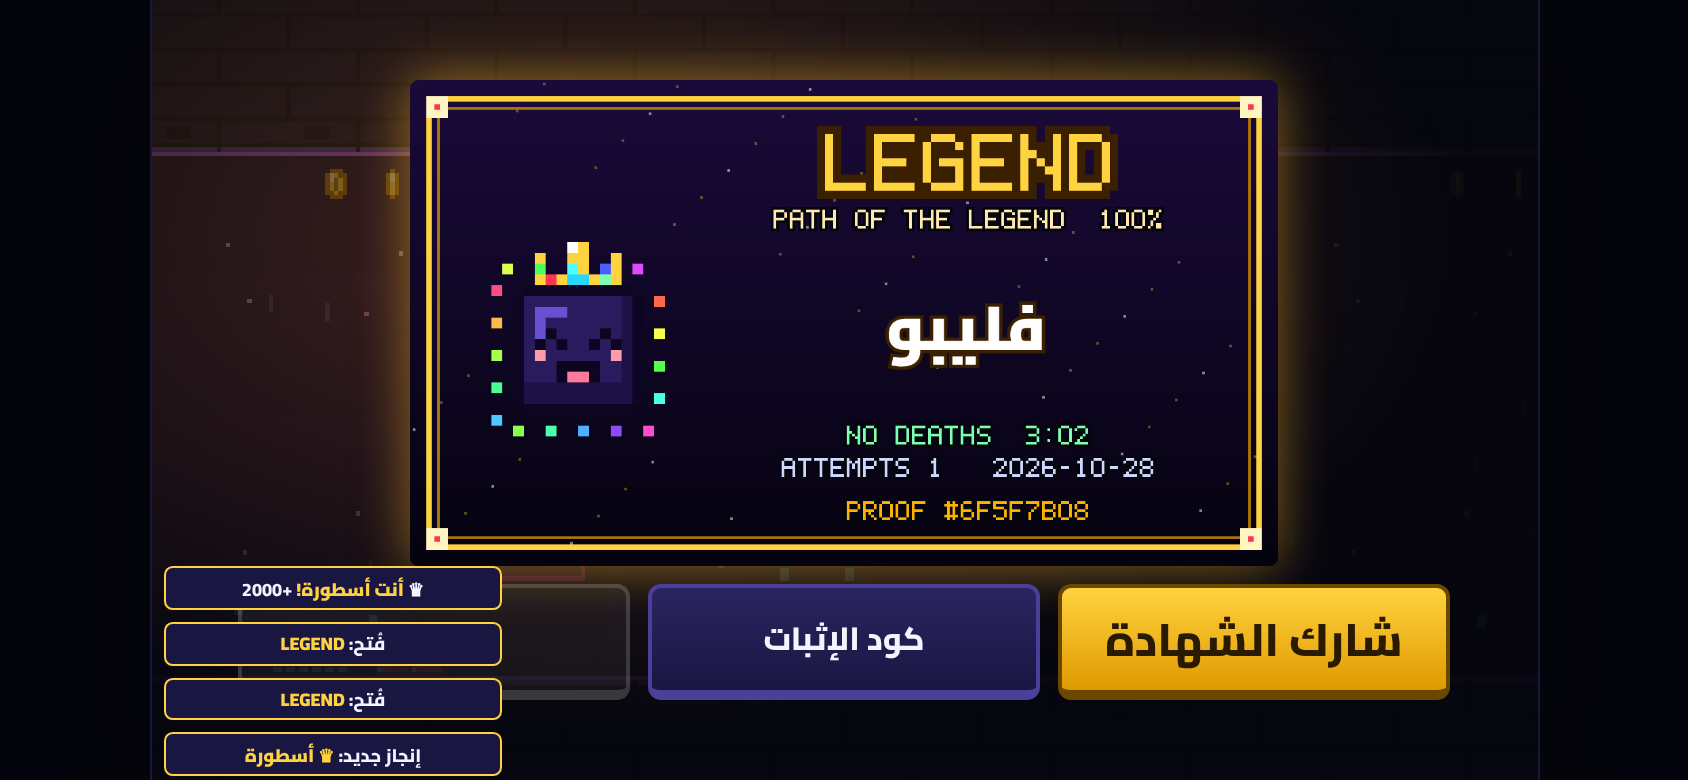 LEGEND
PATH OF THE LEGEND 100%
فليبو
NO DEATHS 3:02
ATTEMPTS 1 2026-10-28
PROOF #6F5F7B08
شارك الشهادة
كود الإثبات
♛ أنت أسطورة! +2000
فُتح: LEGEND
فُتح: LEGEND
إنجاز جديد: ♛ أسطورة